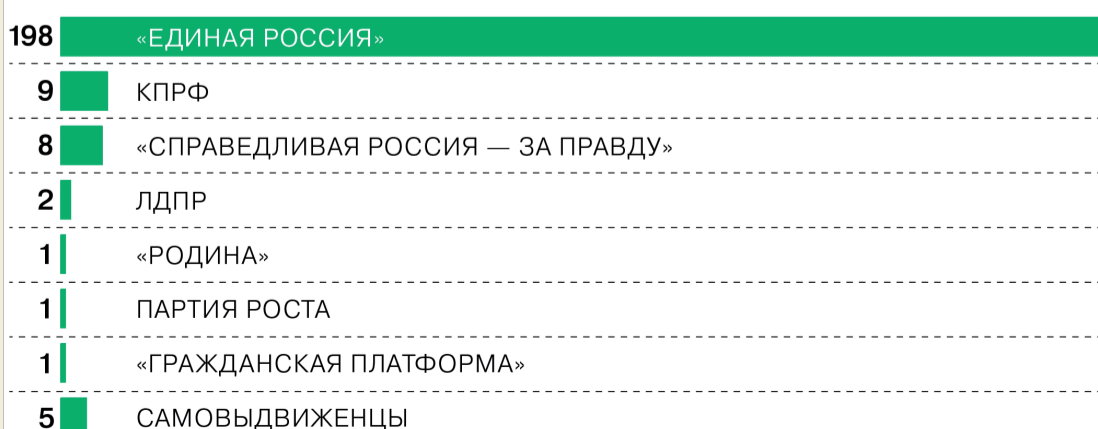 198 «ЕДИНАЯ РОССИЯ»
9 КПРФ
8 «СПРАВЕДЛИВАЯ РОССИЯ — ЗА ПРАВДУ»
2 ЛДПР
1 «РОДИНА»
1 ПАРТИЯ РОСТА
1 «ГРАЖДАНСКАЯ ПЛАТФОРМА»
5 САМОВЫДВИЖЕНЦЫ